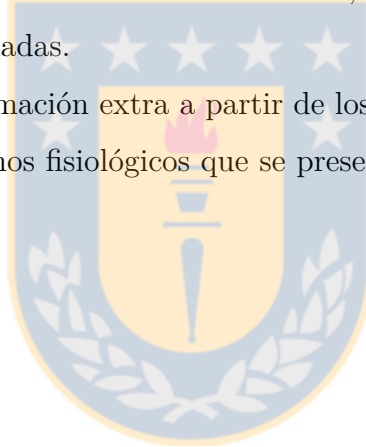 adas.
mación extra a partir de los
nos fisiológicos que se prese